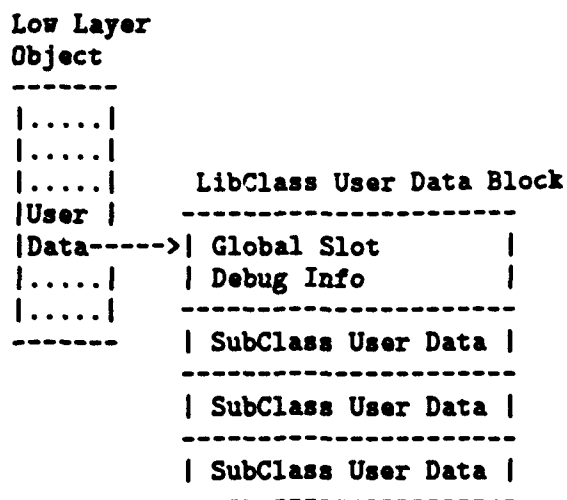 Low Layer
Object
-------
|.....|
|.....|
|.....|     LibClass User Data Block
|User |   ----------------------
|Data----->| Global Slot        |
|.....|   | Debug Info         |
|.....|   ----------------------
-------   | SubClass User Data |
          ----------------------
          | SubClass User Data |
          ----------------------
          | SubClass User Data |
          ----------------------